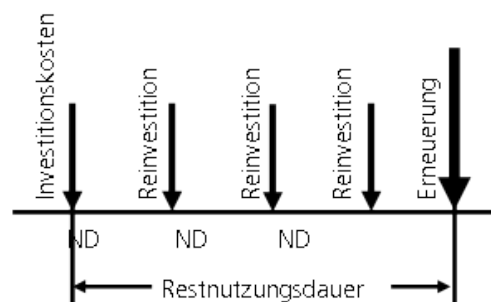 Investitionskosten
Reinvestition
Reinvestition
Reinvestition
Erneuerung
ND
ND
ND
Restnutzungsdauer